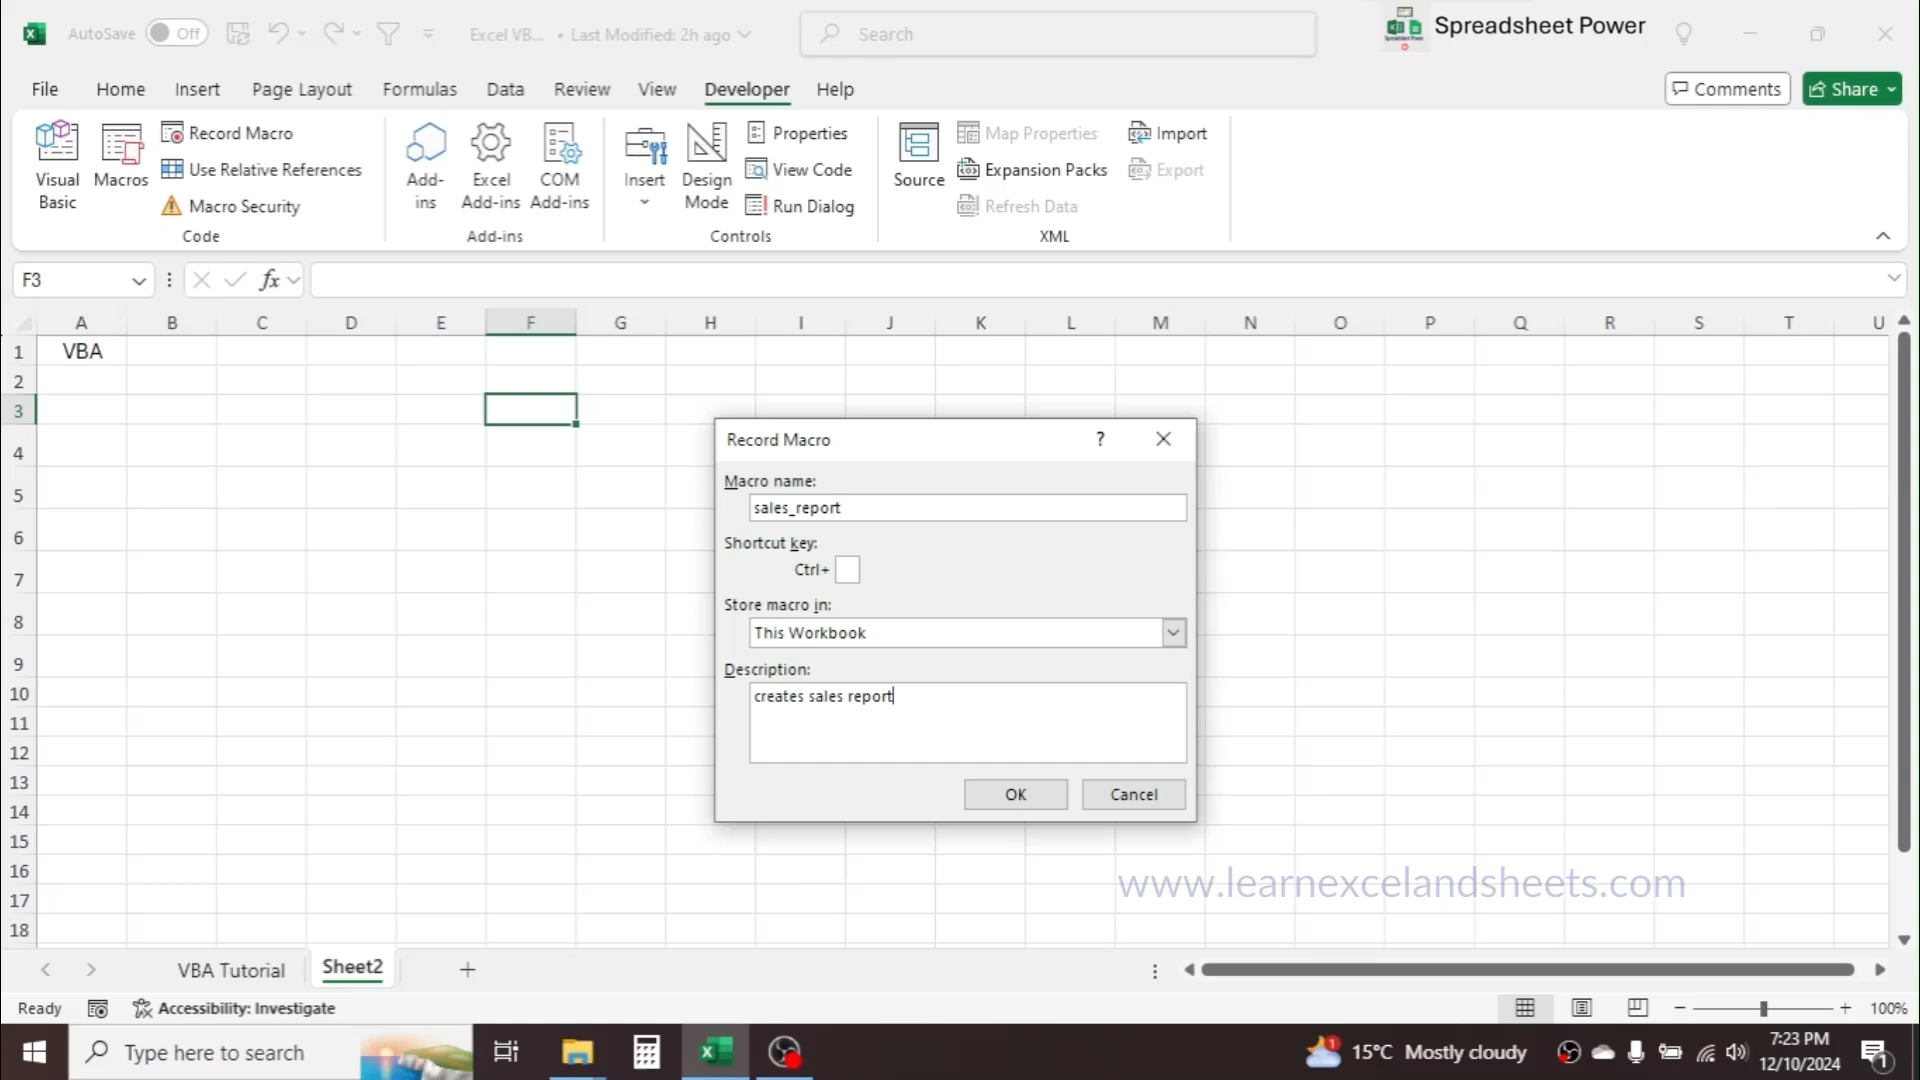 AutoSave Off Excel VB... • Last Modified: 2h ago Search Spreadsheet Power
File Home Insert Page Layout Formulas Data Review View Developer Help Comments Share
Visual Basic
Macros
Record Macro
Use Relative References
Macro Security
Code
Add-ins
Excel Add-ins
COM Add-ins
Add-ins
Insert
Design Mode
Properties
View Code
Run Dialog
Controls
Source
Map Properties
Expansion Packs
Refresh Data
Import
Export
XML
F3 fx
A B C D E F G H I J K L M N O P Q R S T U
1 VBA
2
3
4
5
6
7
8
9
10
11
12
13
14
15
16
17
18
Record Macro ?
Macro name:
sales_report
Shortcut key:
Ctrl+
Store macro in:
This Workbook
Description:
creates sales report
OK Cancel
www.learnexcelandsheets.com
VBA Tutorial Sheet2 +
Ready Accessibility: Investigate − + 100%
Type here to search 1 15°C Mostly cloudy 7:23 PM
12/10/2024 1